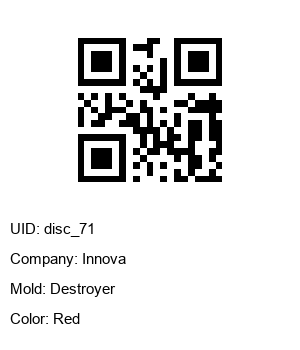 UID: disc_71
Company: Innova
Mold: Destroyer
Color: Red